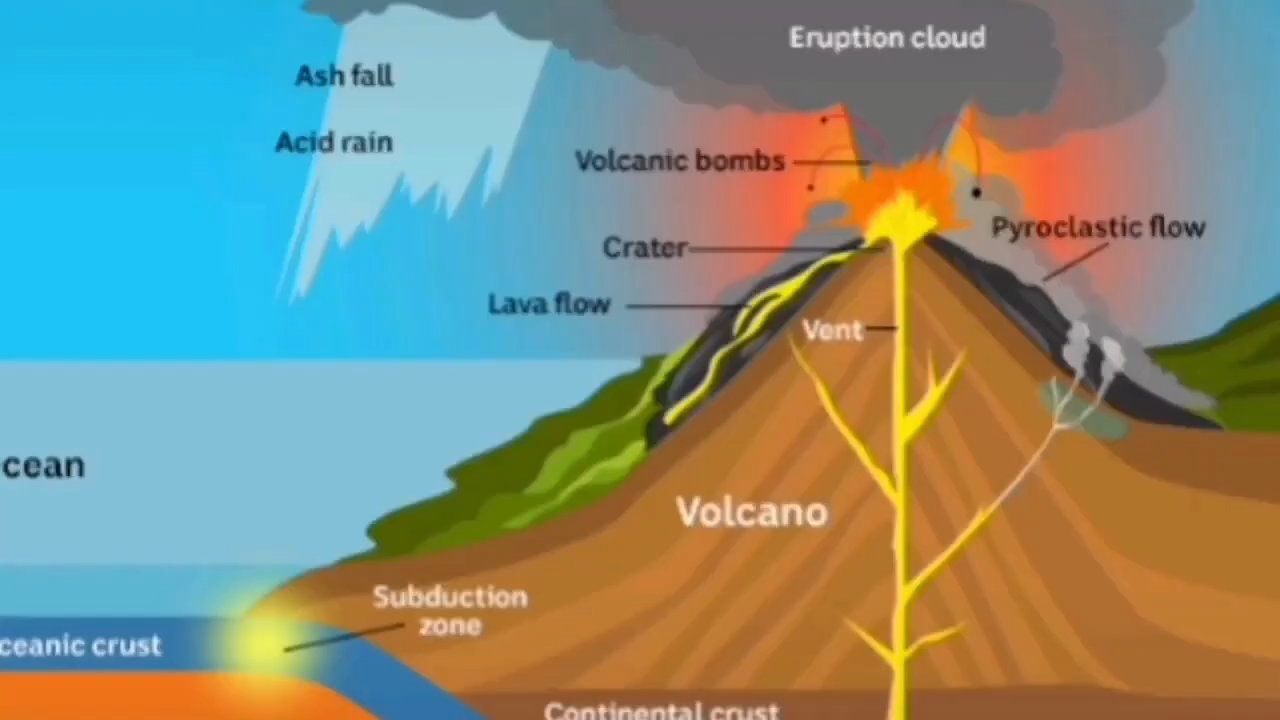 Eruption cloud
Ash fall
Acid rain
Volcanic bombs
Pyroclastic flow
Crater
Lava flow
Vent
cean
Volcano
Subduction
zone
ceanic crust
Continental crust